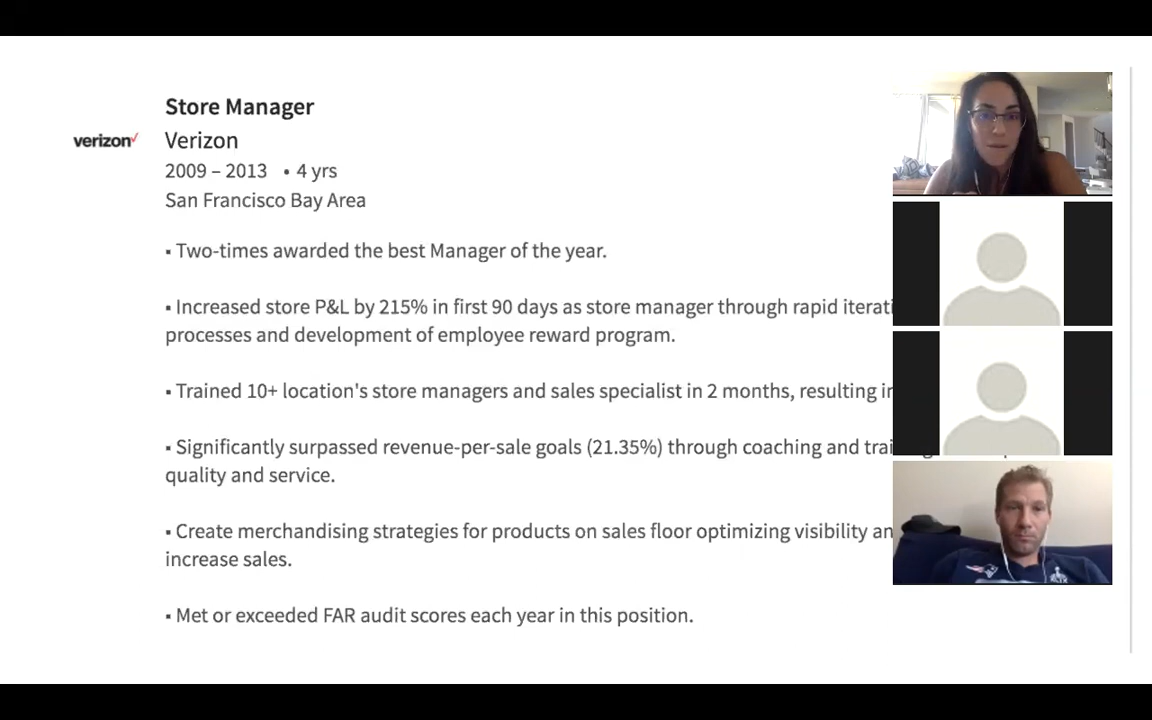 Store Manager
verizon✓
Verizon
2009 – 2013 • 4 yrs
San Francisco Bay Area
▪ Two-times awarded the best Manager of the year.
▪ Increased store P&L by 215% in first 90 days as store manager through rapid
processes and development of employee reward program.
▪ Trained 10+ location's store managers and sales specialist in 2 months, resulting
▪ Significantly surpassed revenue-per-sale goals (21.35%) through coaching and
quality and service.
▪ Create merchandising strategies for products on sales floor optimizing visibility
increase sales.
▪ Met or exceeded FAR audit scores each year in this position.